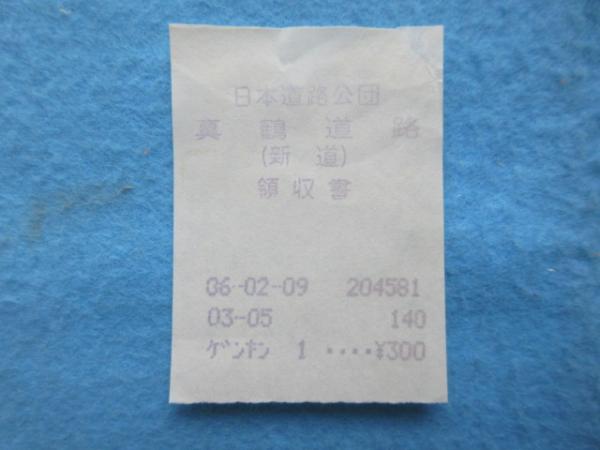 日本道路公団
真鶴道路
(新道)
領収書
06-02-09 204581
03-05 140
ゲンキン 1 ････¥300